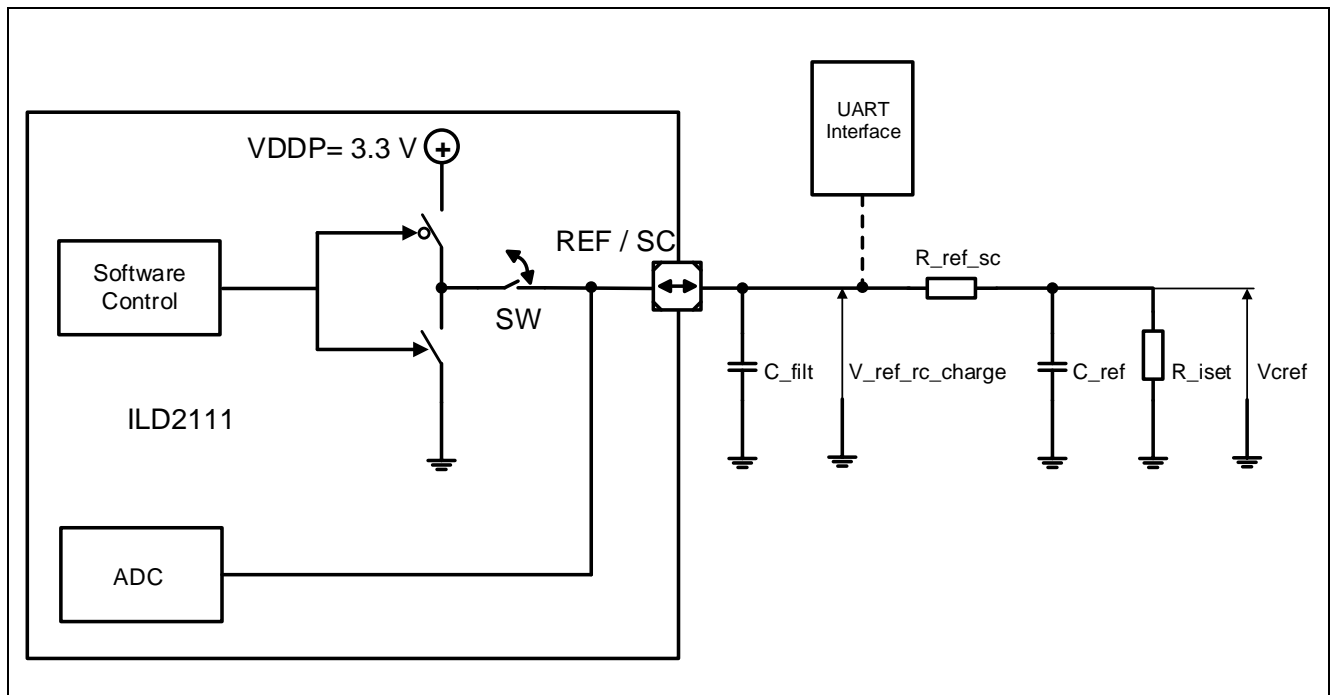 UART
Interface
VDDP= 3.3 V
+
REF / SC
R_ref_sc
Software
Control
SW
C_filt
V_ref_rc_charge
C_ref
R_iset
Vcref
ILD2111
ADC